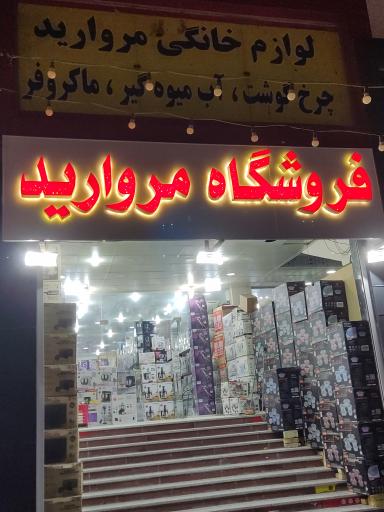 لوازم خانگی مروارید
چرخ گوشت ، آب میوه گیر ، ماکروفر
فروشگاه مروارید